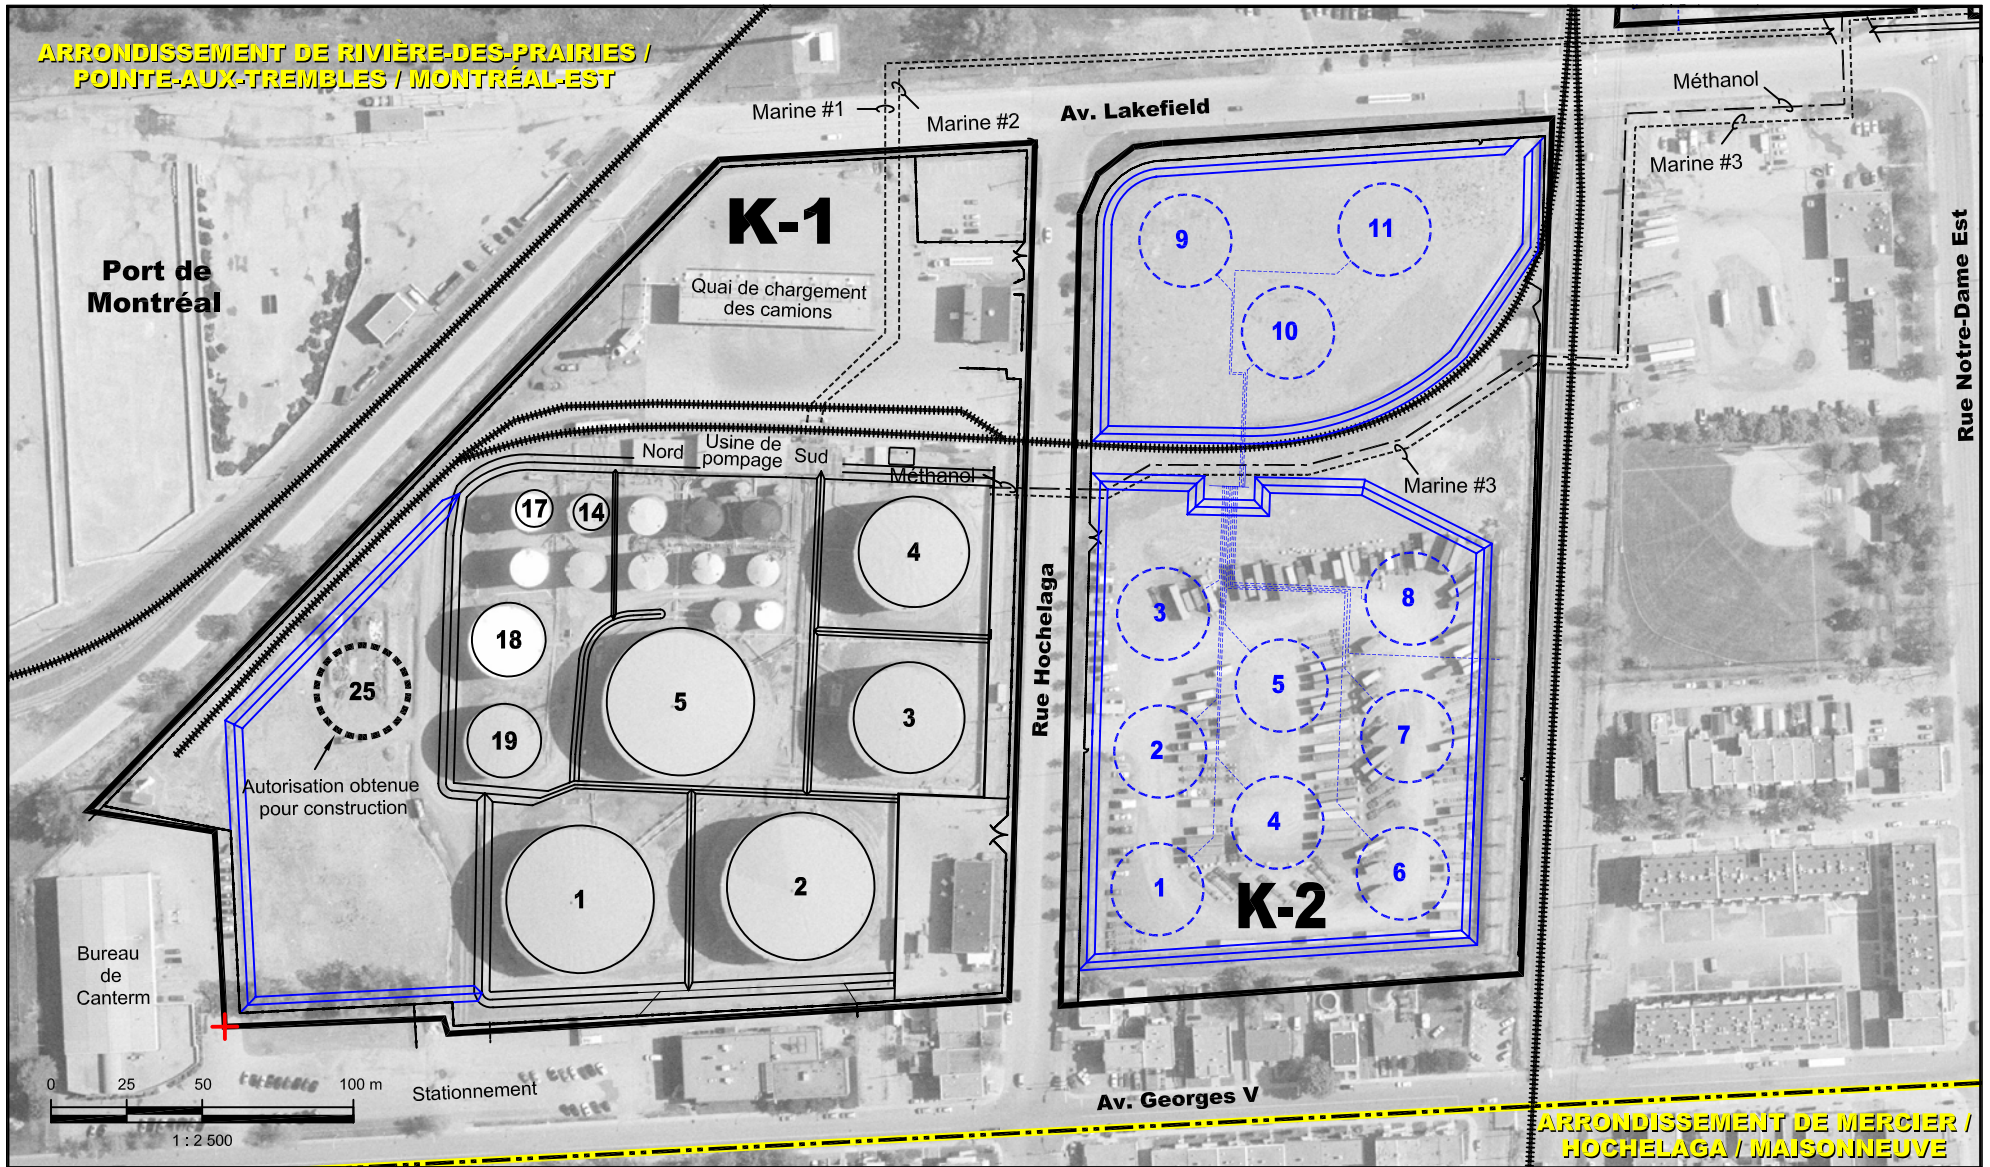 ARRONDISSEMENT DE RIVIÈRE-DES-PRAIRIES /
POINTE-AUX-TREMBLES / MONTRÉAL-EST
Méthanol
Marine #1
Marine #2
Av. Lakefield
Marine #3
K-1
9
11
Port de
Montréal
Quai de chargement
des camions
10
Rue Notre-Dame Est
Nord
Usine de
pompage
Sud
Méthanol
Marine #3
17
14
4
3
8
18
5
25
5
3
2
7
19
Rue Hochelaga
Autorisation obtenue
pour construction
4
1
2
1
6
K-2
Bureau
de
Canterm
0
25
50
100 m
1 : 2 500
Stationnement
Av. Georges V
ARRONDISSEMENT DE MERCIER /
HOCHELAGA / MAISONNEUVE